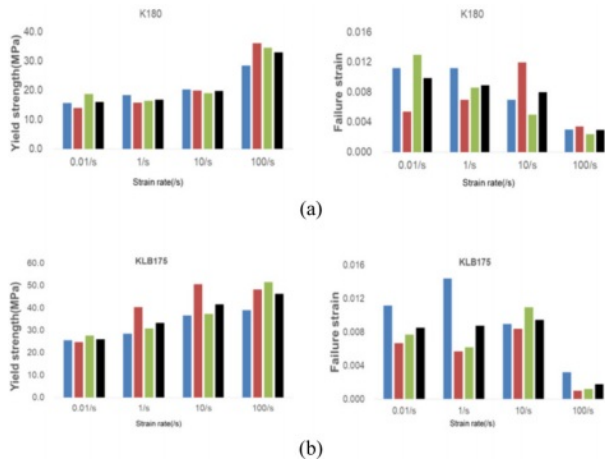 K180
Yield strength(MPa)
40.0
30.0
20.0
10.0
0.0
0.01/s 1/s 10/s 100/s
Strain rate(/s)
K180
Failure strain
0.016
0.012
0.008
0.004
0.000
0.01/s 1/s 10/s 100/s
Strain rate(/s)
(a)
KLB175
Yield strength(MPa)
60.0
50.0
40.0
30.0
20.0
10.0
0.0
0.01/s 1/s 10/s 100/s
Strain rate(/s)
KLB175
Failure strain
0.016
0.012
0.008
0.004
0.000
0.01/s 1/s 10/s 100/s
Strain rate(/s)
(b)